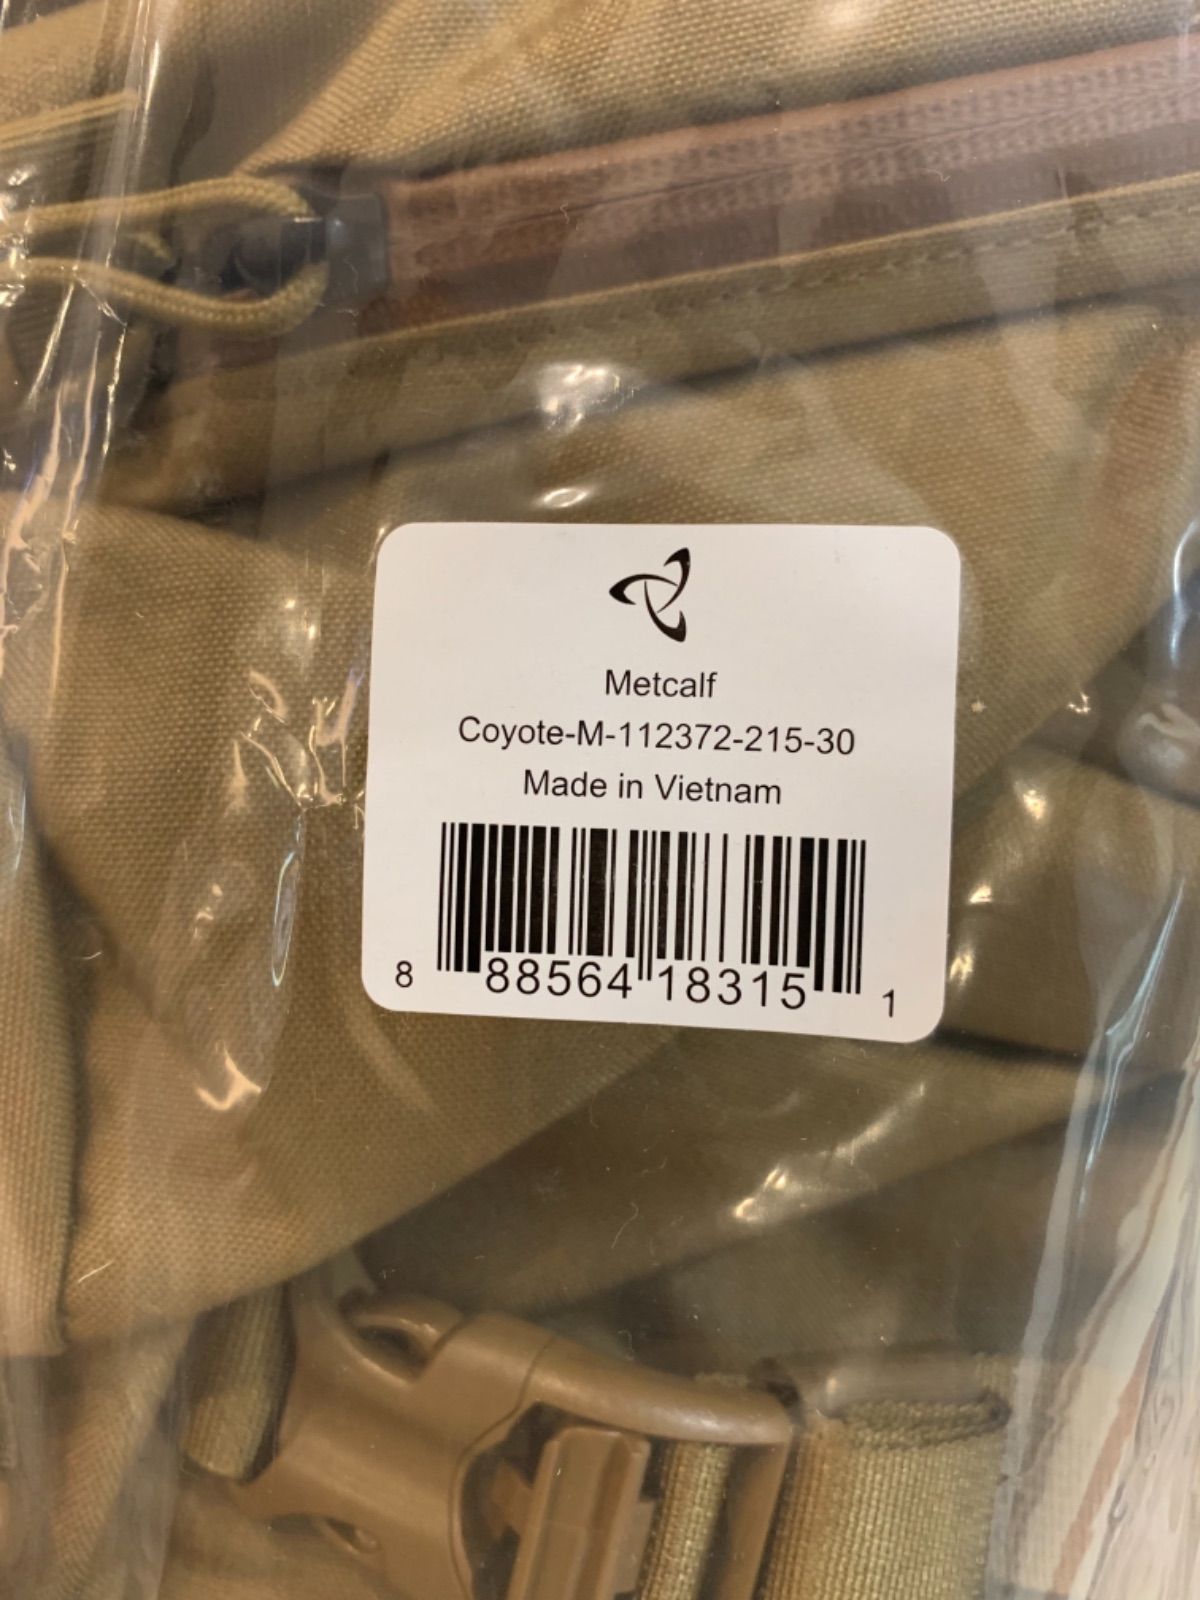 Metcalf
Coyote-M-112372-215-30
Made in Vietnam
8 88564 18315 1